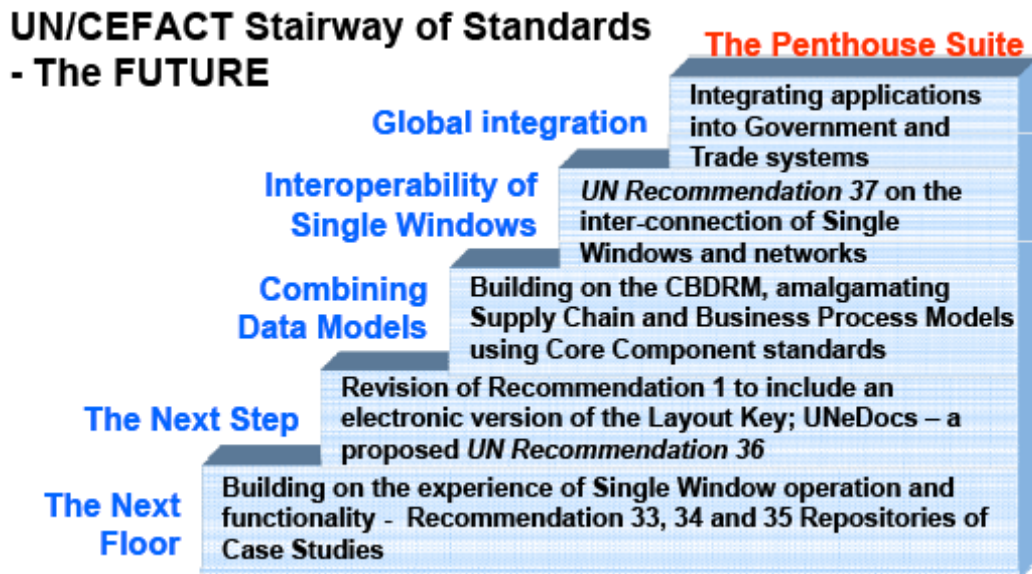 UN/CEFACT Stairway of Standards
- The FUTURE
The Penthouse Suite
Global integration
Integrating applications
into Government and
Trade systems
Interoperability of
Single Windows
UN Recommendation 37 on the
inter-connection of Single
Windows and networks
Combining
Data Models
Building on the CBDRM, amalgamating
Supply Chain and Business Process Models
using Core Component standards
The Next Step
Revision of Recommendation 1 to include an
electronic version of the Layout Key; UNeDocs – a
proposed UN Recommendation 36
The Next
Floor
Building on the experience of Single Window operation and
functionality - Recommendation 33, 34 and 35 Repositories of
Case Studies